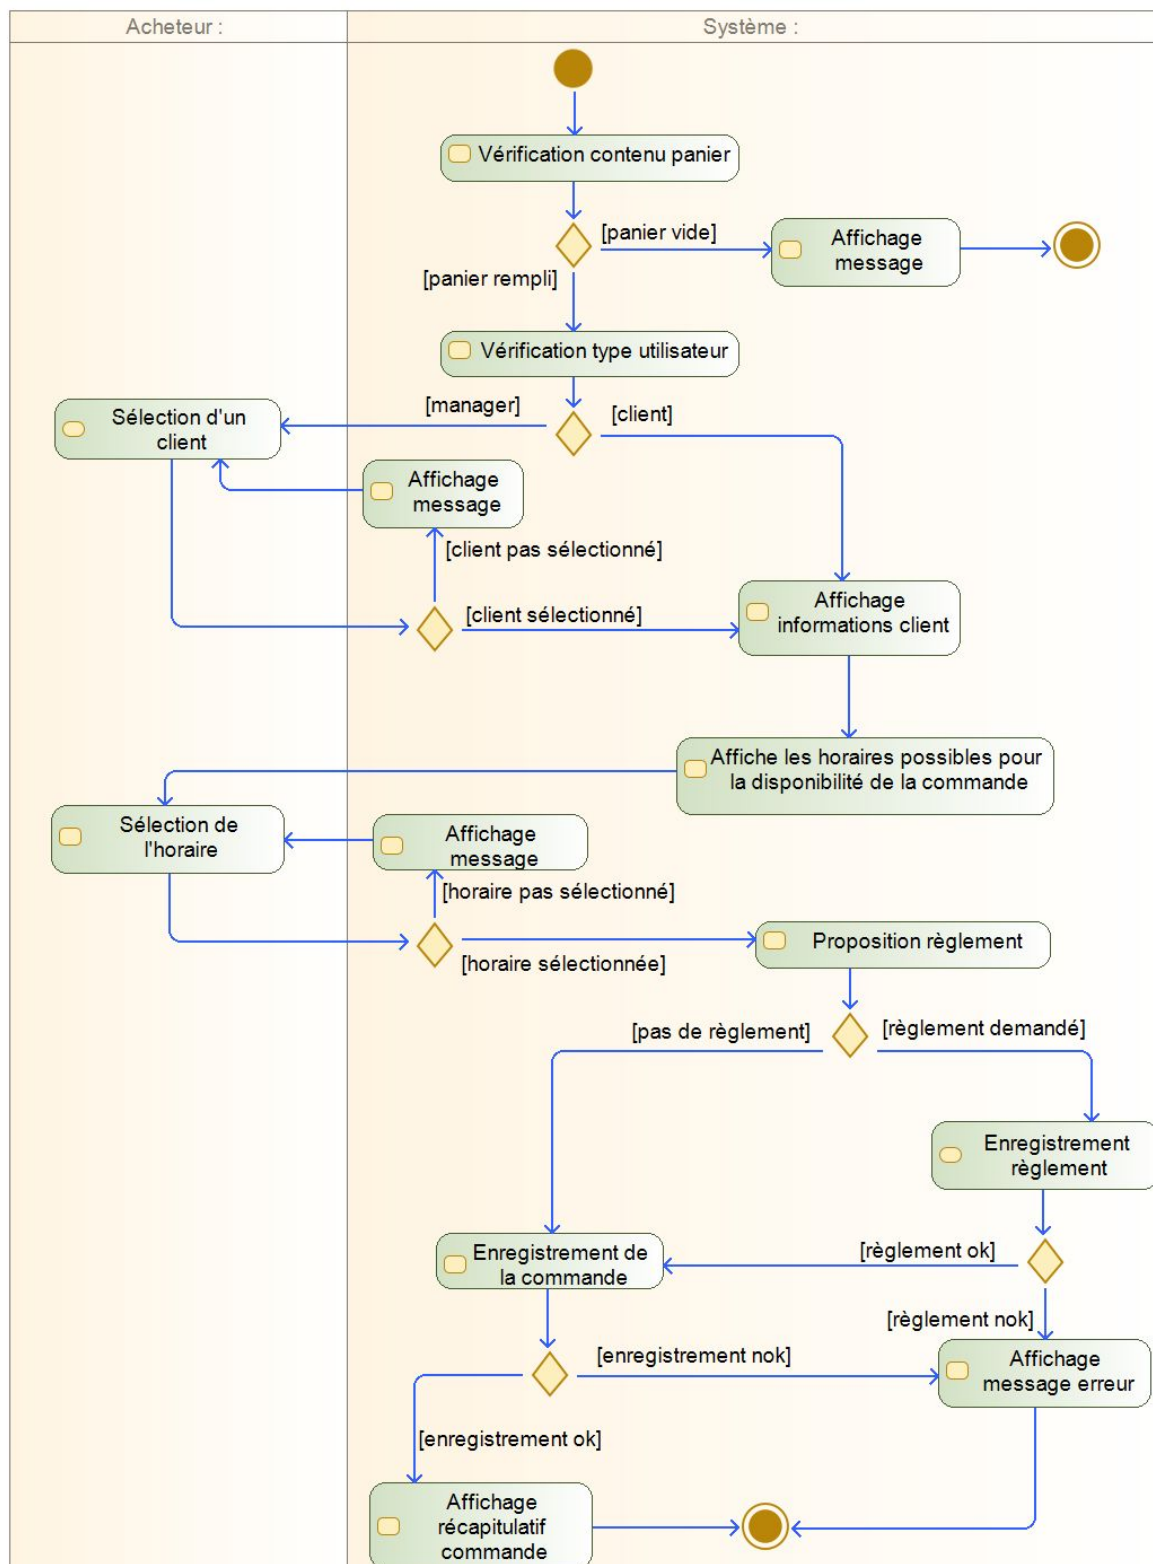 Acheteur :
Système :
Vérification contenu panier
[panier vide]
Affichage
message
[panier rempli]
Vérification type utilisateur
[manager]
[client]
Sélection d'un
client
Affichage
message
[client pas sélectionné]
[client sélectionné]
Affichage
informations client
Affiche les horaires possibles pour
la disponibilité de la commande
Sélection de
l'horaire
Affichage
message
[horaire pas sélectionné]
[horaire sélectionnée]
Proposition règlement
[pas de règlement]
[règlement demandé]
Enregistrement
règlement
Enregistrement de
la commande
[règlement ok]
[règlement nok]
[enregistrement nok]
Affichage
message erreur
[enregistrement ok]
Affichage
récapitulatif
commande